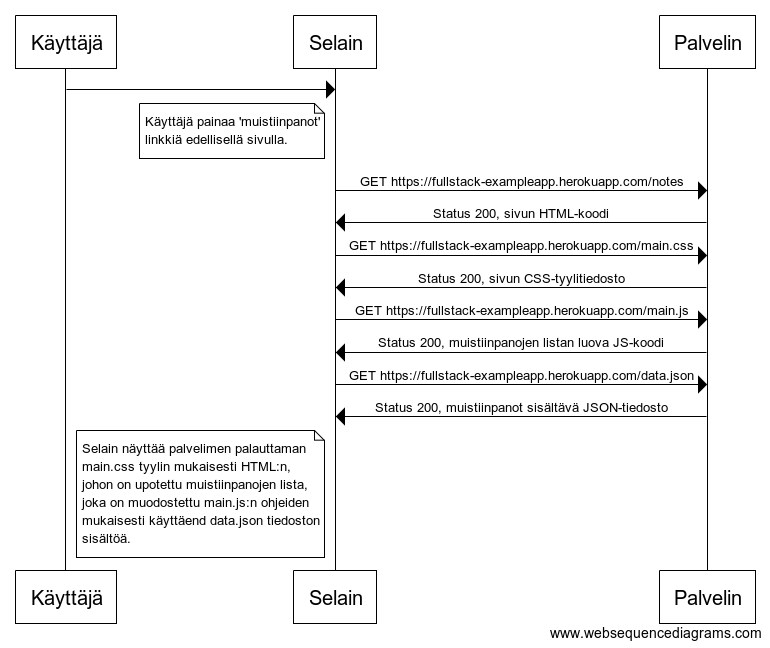 Käyttäjä
Selain
Palvelin
Käyttäjä painaa 'muistiinpanot'
linkkiä edellisellä sivulla.
GET https://fullstack-exampleapp.herokuapp.com/notes
Status 200, sivun HTML-koodi
GET https://fullstack-exampleapp.herokuapp.com/main.css
Status 200, sivun CSS-tyylitiedosto
GET https://fullstack-exampleapp.herokuapp.com/main.js
Status 200, muistiinpanojen listan luova JS-koodi
GET https://fullstack-exampleapp.herokuapp.com/data.json
Status 200, muistiinpanot sisältävä JSON-tiedosto
Selain näyttää palvelimen palauttaman
main.css tyylin mukaisesti HTML:n,
johon on upotettu muistiinpanojen lista,
joka on muodostettu main.js:n ohjeiden
mukaisesti käyttäend data.json tiedoston
sisältöä.
Käyttäjä
Selain
Palvelin
www.websequencediagrams.com